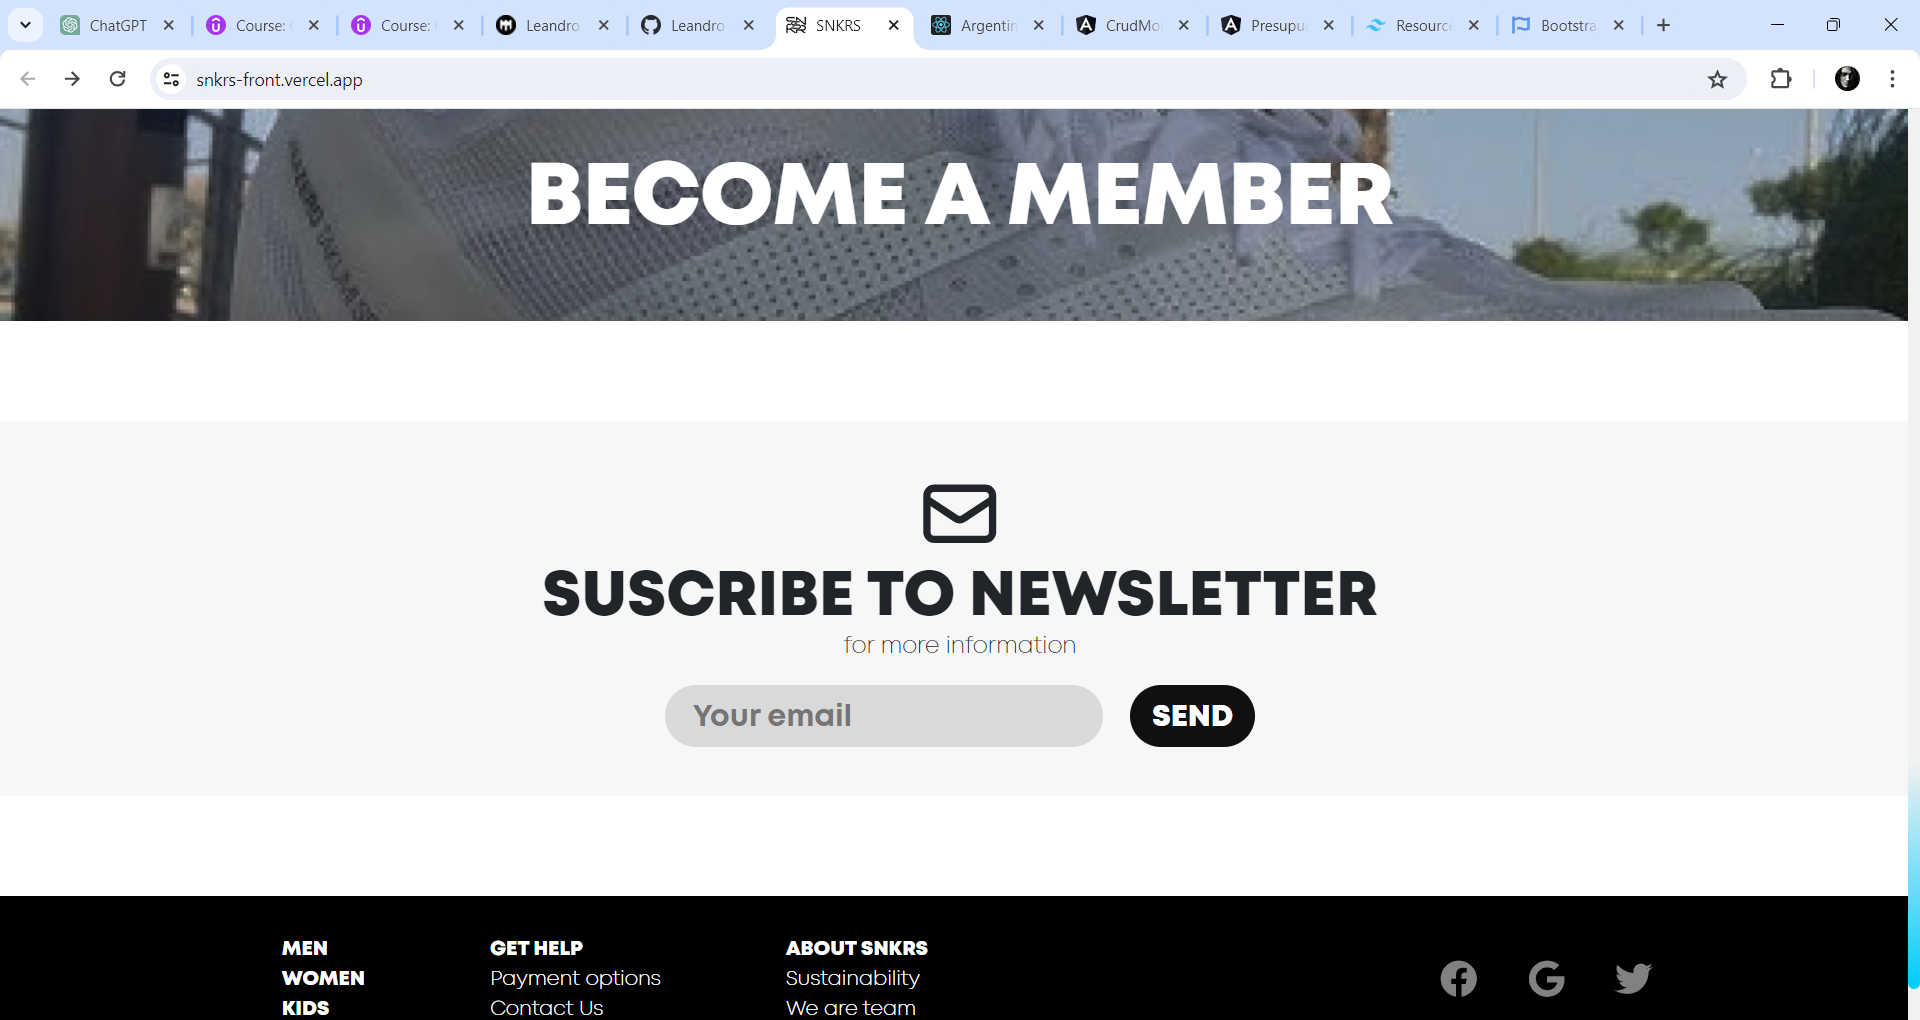 ChatGPT
Course:
Course:
Leandro
Leandro
SNKRS
Argentin
CrudMo
Presupu
Resourc
Bootstra
snkrs-front.vercel.app
BECOME A MEMBER
SUSCRIBE TO NEWSLETTER
for more information
Your email
SEND
MEN
WOMEN
KIDS
GET HELP
Payment options
Contact Us
ABOUT SNKRS
Sustainability
We are team